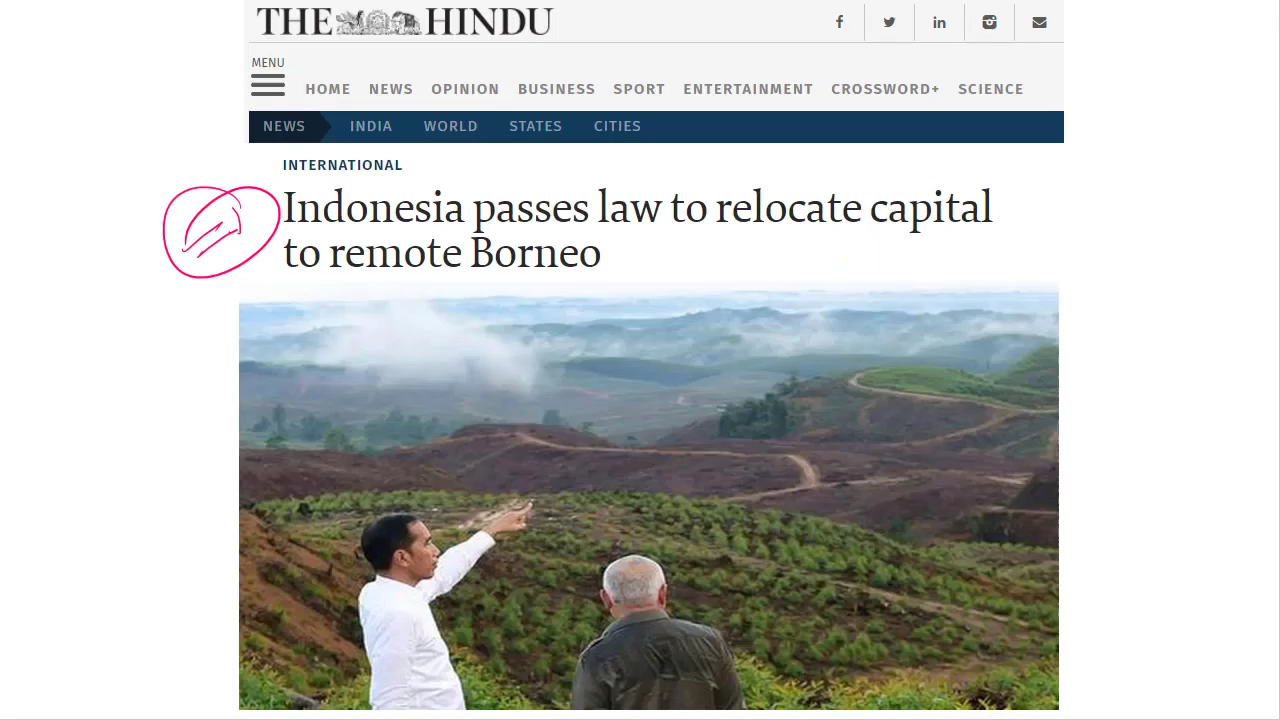 THE HINDU
MENU
HOME NEWS OPINION BUSINESS SPORT ENTERTAINMENT CROSSWORD+ SCIENCE
NEWS INDIA WORLD STATES CITIES
INTERNATIONAL
Indonesia passes law to relocate capital
to remote Borneo